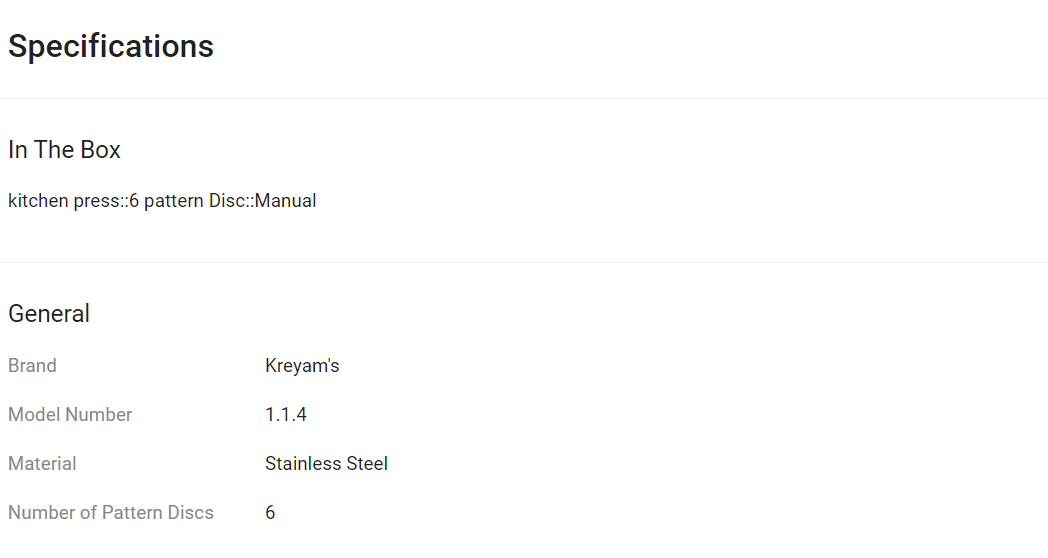 Specifications
In The Box
kitchen press::6 pattern Disc::Manual
General
Brand Kreyam's
Model Number 1.1.4
Material Stainless Steel
Number of Pattern Discs 6